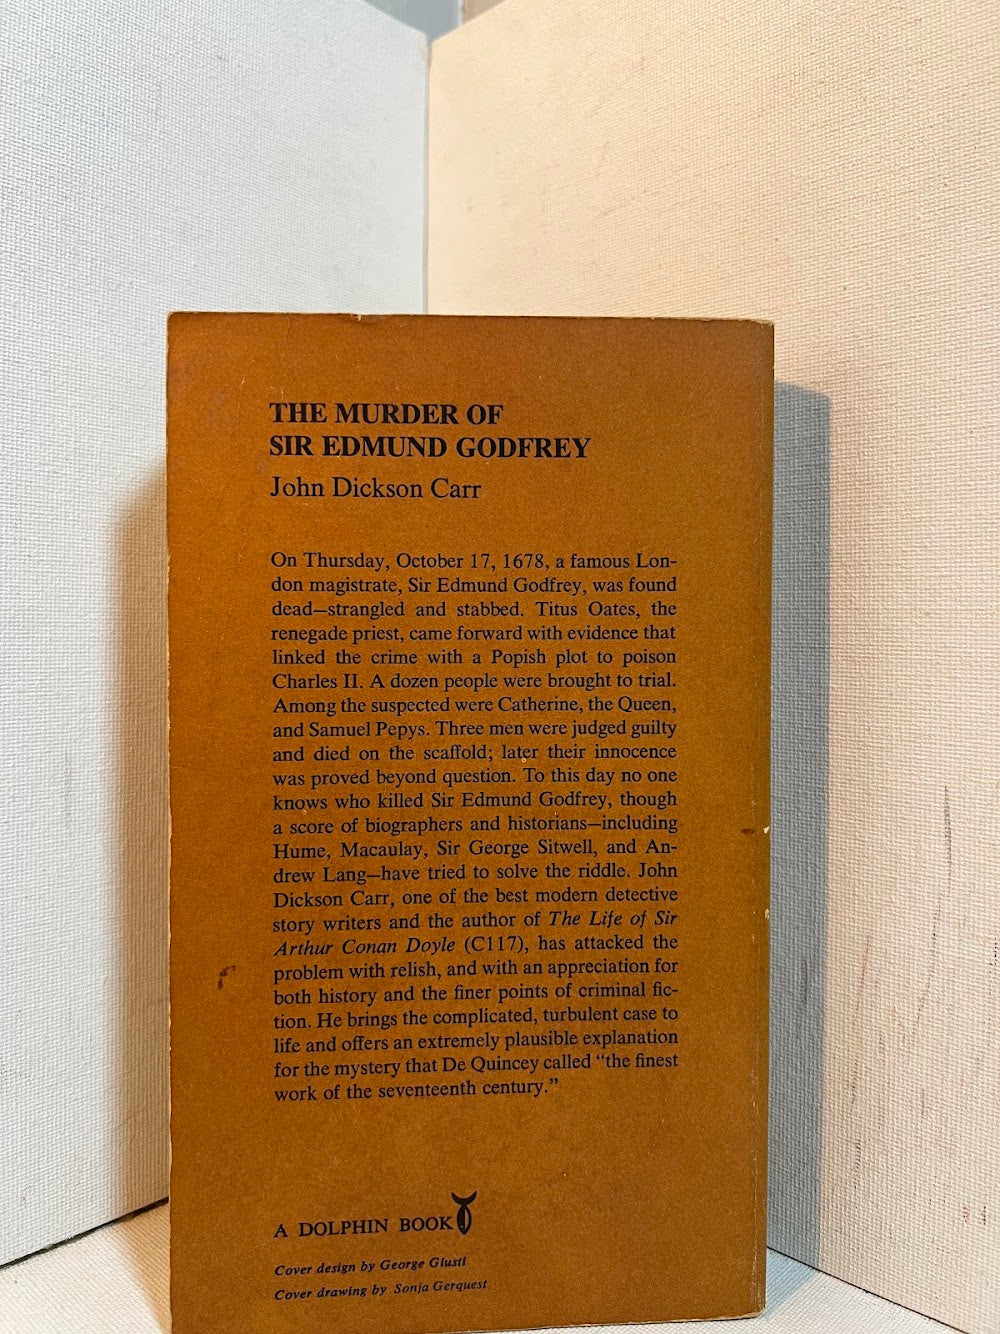 THE MURDER OF
SIR EDMUND GODFREY
John Dickson Carr
On Thursday, October 17, 1678, a famous Lon-
don magistrate, Sir Edmund Godfrey, was found
dead—strangled and stabbed. Titus Oates, the
renegade priest, came forward with evidence that
linked the crime with a Popish plot to poison
Charles II. A dozen people were brought to trial.
Among the suspected were Catherine, the Queen,
and Samuel Pepys. Three men were judged guilty
and died on the scaffold; later their innocence
was proved beyond question. To this day no one
knows who killed Sir Edmund Godfrey, though
a score of biographers and historians—including
Hume, Macaulay, Sir George Sitwell, and An-
drew Lang—have tried to solve the riddle. John
Dickson Carr, one of the best modern detective
story writers and the author of The Life of Sir
Arthur Conan Doyle (C117), has attacked the
problem with relish, and with an appreciation for
both history and the finer points of criminal fic-
tion. He brings the complicated, turbulent case to
life and offers an extremely plausible explanation
for the mystery that De Quincey called “the finest
work of the seventeenth century.”
A DOLPHIN BOOK
Cover design by George Giusti
Cover drawing by Sonja Gerquest